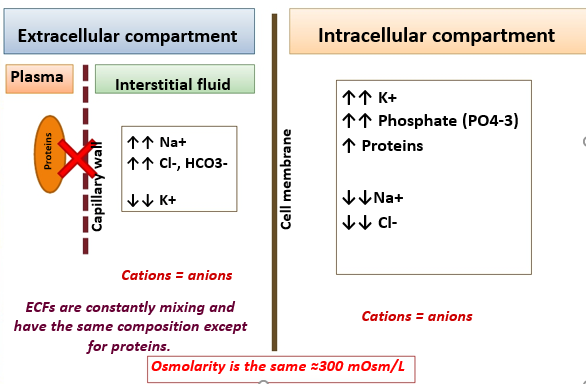 Extracellular compartment
Intracellular compartment
Plasma
Interstitial fluid
Proteins
Capillary wall
↑↑ Na+
↑↑ Cl-, HCO3-
↓↓ K+
Cell membrane
↑↑ K+
↑↑ Phosphate (PO4-3)
↑ Proteins
↓↓Na+
↓↓ Cl-
Cations = anions
ECFs are constantly mixing and
have the same composition except
for proteins.
Cations = anions
Osmolarity is the same ≈300 mOsm/L